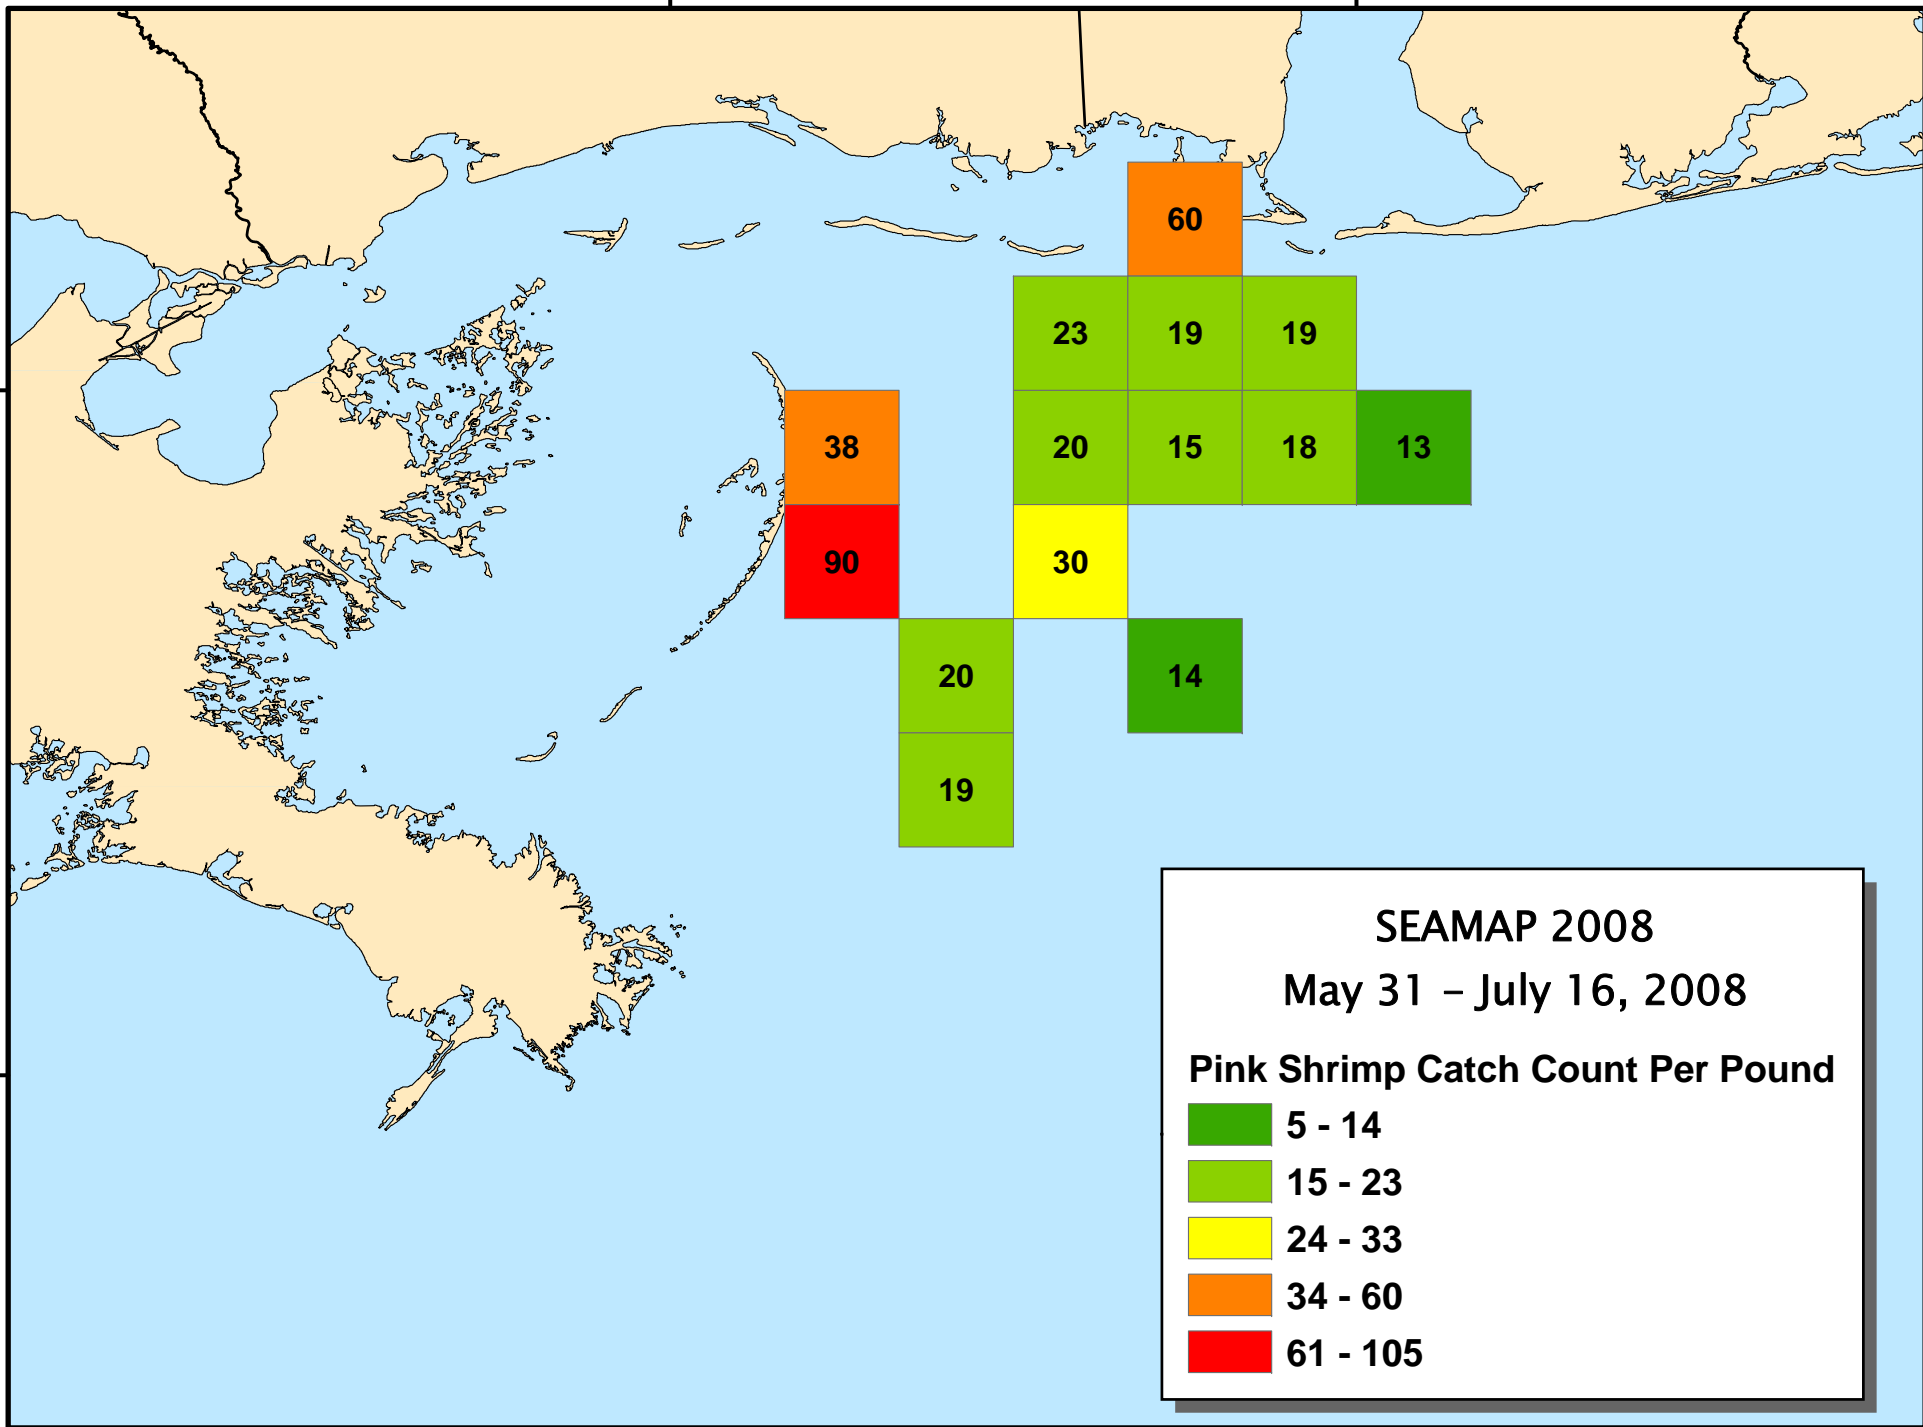 60
23 19 19
38 20 15 18 13
90 30
20 14
19
SEAMAP 2008
May 31 – July 16, 2008
Pink Shrimp Catch Count Per Pound
5 - 14
15 - 23
24 - 33
34 - 60
61 - 105